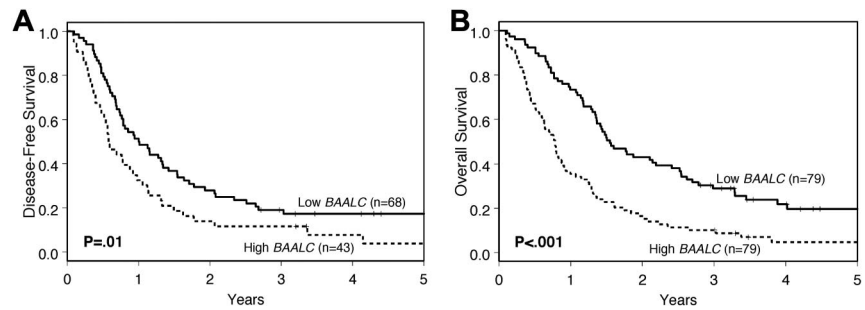 A
Disease-Free Survival
1.0
0.8
0.6
0.4
0.2
0.0
Low BAALC (n=68)
High BAALC (n=43)
P=.01
0 1 2 3 4 5
Years
B
Overall Survival
1.0
0.8
0.6
0.4
0.2
0.0
Low BAALC (n=79)
High BAALC (n=79)
P<.001
0 1 2 3 4 5
Years